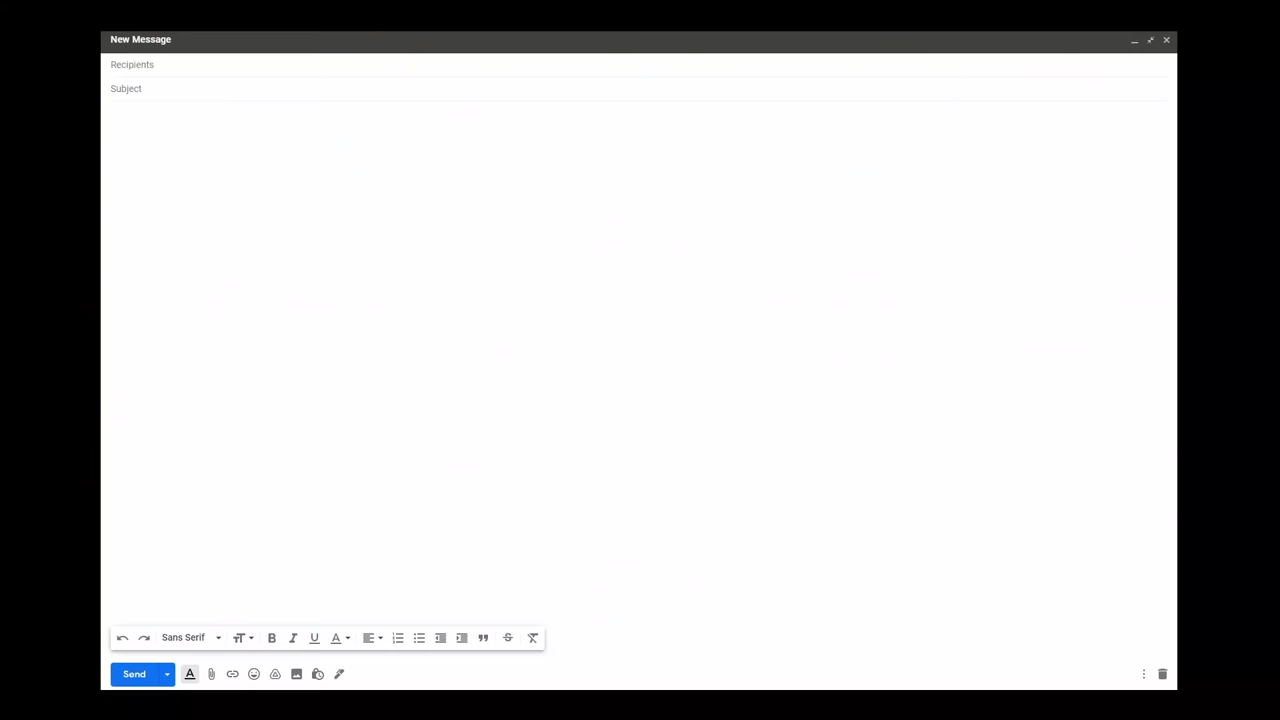 New Message
Recipients
Subject
Sans Serif
Send